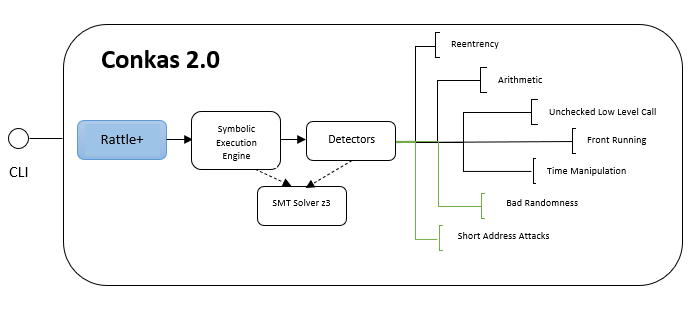 Conkas 2.0
CLI
Rattle+
Symbolic
Execution
Engine
Detectors
SMT Solver z3
Reentrency
Arithmetic
Unchecked Low Level Call
Front Running
Time Manipulation
Bad Randomness
Short Address Attacks